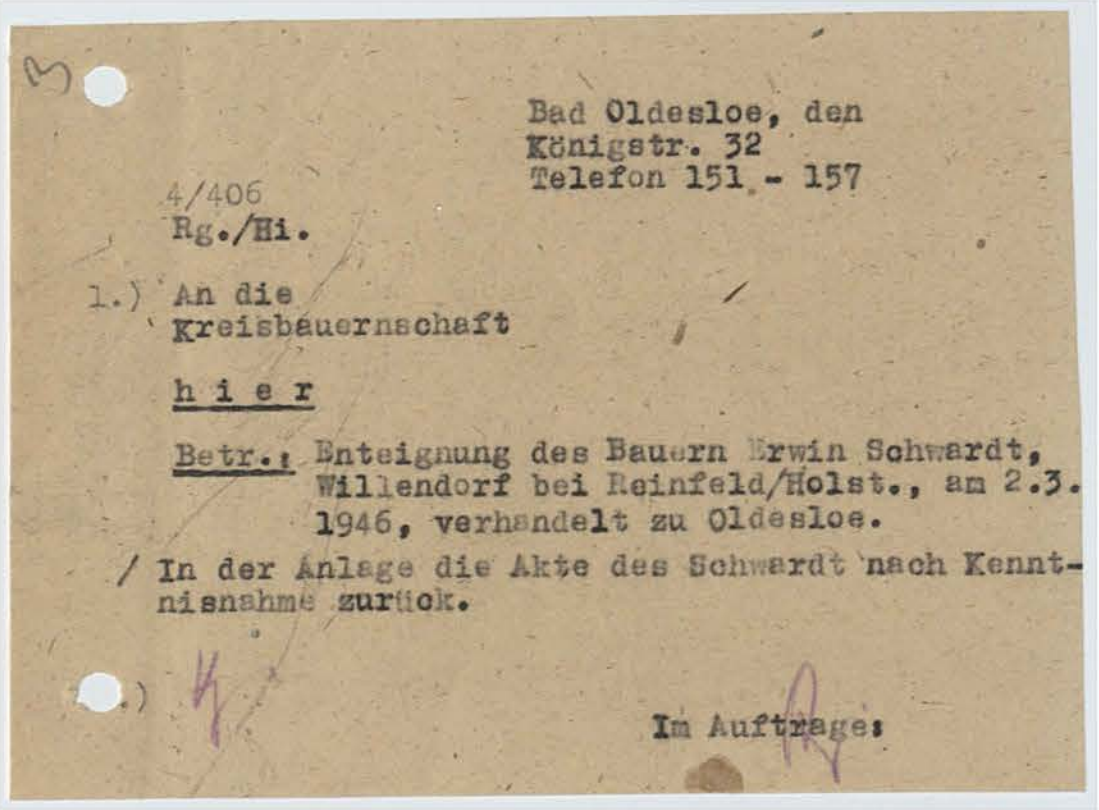 Bad Oldesloe, den
Königstr. 32
Telefon 151 - 157
4/406
Rg./Hi.
1.) An die
Kreisbauernschaft
h i e r
Betr.: Enteignung des Bauern Erwin Schwardt,
Willendorf bei Reinfeld/Holst., am 2.3.
1946, verhandelt zu Oldesloe.
/ In der Anlage die Akte des Schwardt nach Kennt-
nisnahme zurück.
.)
Im Auftrage: